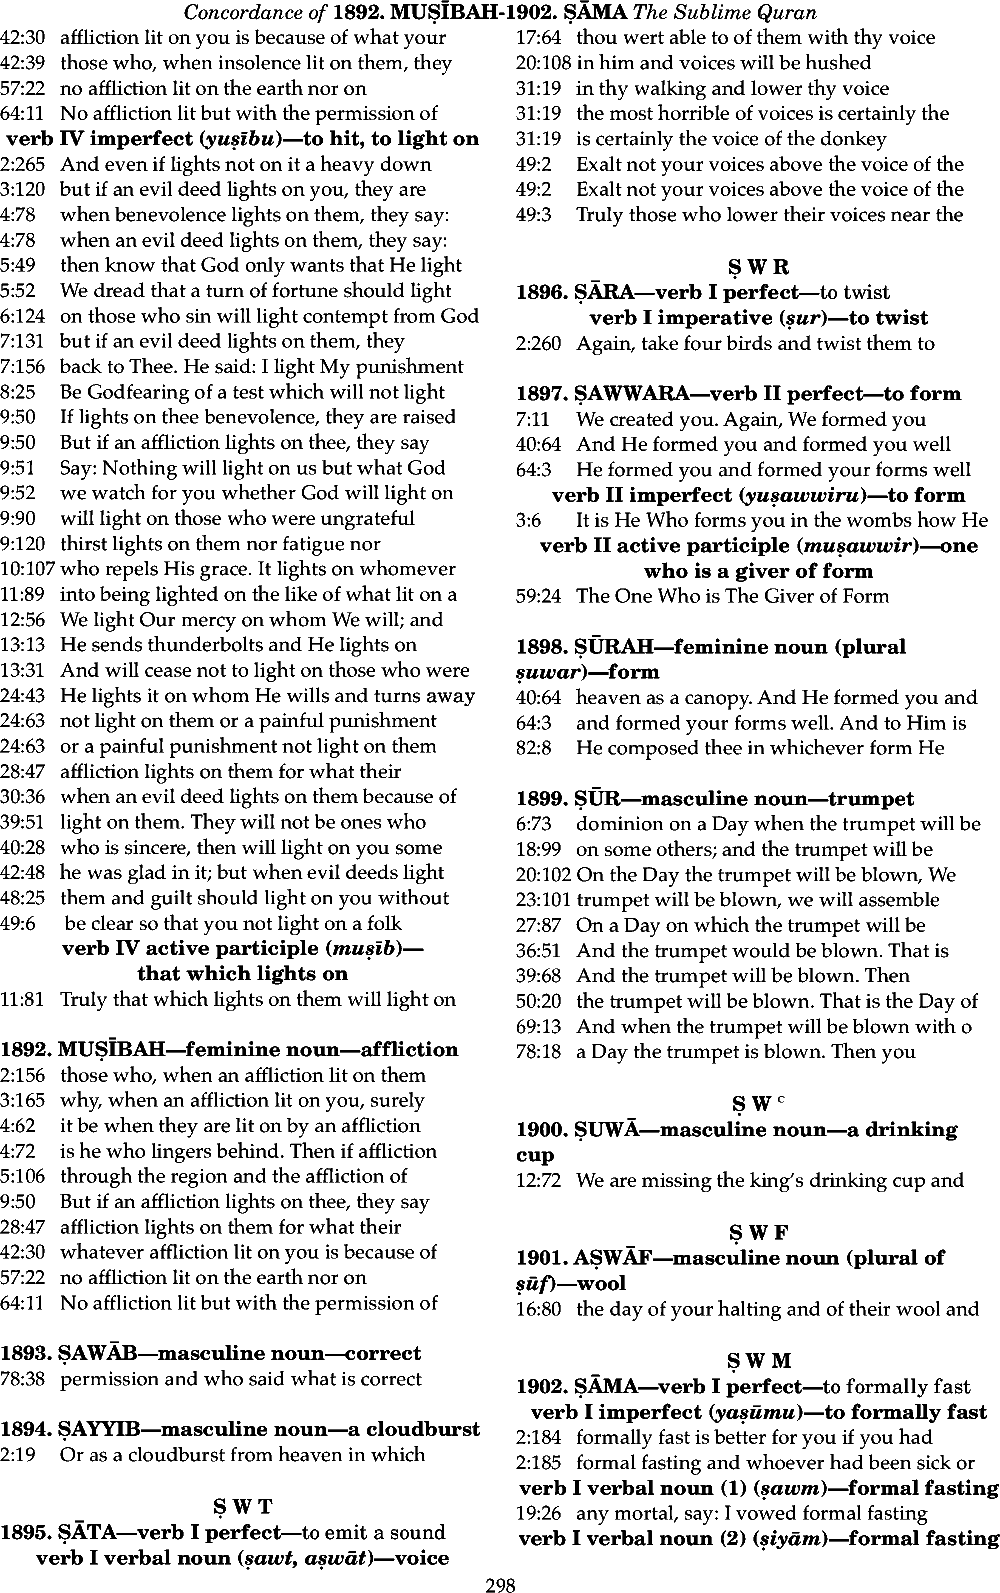 Concordance of 1892. MUṢĪBAH-1902. ṢĀMA The Sublime Quran
42:30 affliction lit on you is because of what your
42:39 those who, when insolence lit on them, they
57:22 no affliction lit on the earth nor on
64:11 No affliction lit but with the permission of
verb IV imperfect (yuṣību)—to hit, to light on
2:265 And even if lights not on it a heavy down
3:120 but if an evil deed lights on you, they are
4:78 when benevolence lights on them, they say:
4:78 when an evil deed lights on them, they say:
5:49 then know that God only wants that He light
5:52 We dread that a turn of fortune should light
6:124 on those who sin will light contempt from God
7:131 but if an evil deed lights on them, they
7:156 back to Thee. He said: I light My punishment
8:25 Be Godfearing of a test which will not light
9:50 If lights on thee benevolence, they are raised
9:50 But if an affliction lights on thee, they say
9:51 Say: Nothing will light on us but what God
9:52 we watch for you whether God will light on
9:90 will light on those who were ungrateful
9:120 thirst lights on them nor fatigue nor
10:107 who repels His grace. It lights on whomever
11:89 into being lighted on the like of what lit on a
12:56 We light Our mercy on whom We will; and
13:13 He sends thunderbolts and He lights on
13:31 And will cease not to light on those who were
24:43 He lights it on whom He wills and turns away
24:63 not light on them or a painful punishment
24:63 or a painful punishment not light on them
28:47 affliction lights on them for what their
30:36 when an evil deed lights on them because of
39:51 light on them. They will not be ones who
40:28 who is sincere, then will light on you some
42:48 he was glad in it; but when evil deeds light
48:25 them and guilt should light on you without
49:6 be clear so that you not light on a folk
verb IV active participle (muṣīb)—
that which lights on
11:81 Truly that which lights on them will light on
1892. MUṢĪBAH—feminine noun—affliction
2:156 those who, when an affliction lit on them
3:165 why, when an affliction lit on you, surely
4:62 it be when they are lit on by an affliction
4:72 is he who lingers behind. Then if affliction
5:106 through the region and the affliction of
9:50 But if an affliction lights on thee, they say
28:47 affliction lights on them for what their
42:30 whatever affliction lit on you is because of
57:22 no affliction lit on the earth nor on
64:11 No affliction lit but with the permission of
1893. ṢAWĀB—masculine noun—correct
78:38 permission and who said what is correct
1894. ṢAYYIB—masculine noun—a cloudburst
2:19 Or as a cloudburst from heaven in which
Ṣ W T
1895. ṢĀTA—verb I perfect—to emit a sound
verb I verbal noun (ṣawt, aṣwāt)—voice
17:64 thou wert able to of them with thy voice
20:108 in him and voices will be hushed
31:19 in thy walking and lower thy voice
31:19 the most horrible of voices is certainly the
31:19 is certainly the voice of the donkey
49:2 Exalt not your voices above the voice of the
49:2 Exalt not your voices above the voice of the
49:3 Truly those who lower their voices near the
Ṣ W R
1896. ṢĀRA—verb I perfect—to twist
verb I imperative (ṣur)—to twist
2:260 Again, take four birds and twist them to
1897. ṢAWWARA—verb II perfect—to form
7:11 We created you. Again, We formed you
40:64 And He formed you and formed you well
64:3 He formed you and formed your forms well
verb II imperfect (yuṣawwiru)—to form
3:6 It is He Who forms you in the wombs how He
verb II active participle (muṣawwir)—one
who is a giver of form
59:24 The One Who is The Giver of Form
1898. ṢŪRAH—feminine noun (plural
ṣuwar)—form
40:64 heaven as a canopy. And He formed you and
64:3 and formed your forms well. And to Him is
82:8 He composed thee in whichever form He
1899. ṢŪR—masculine noun—trumpet
6:73 dominion on a Day when the trumpet will be
18:99 on some others; and the trumpet will be
20:102 On the Day the trumpet will be blown, We
23:101 trumpet will be blown, we will assemble
27:87 On a Day on which the trumpet will be
36:51 And the trumpet would be blown. That is
39:68 And the trumpet will be blown. Then
50:20 the trumpet will be blown. That is the Day of
69:13 And when the trumpet will be blown with o
78:18 a Day the trumpet is blown. Then you
Ṣ W ᶜ
1900. ṢUWĀ—masculine noun—a drinking
cup
12:72 We are missing the king’s drinking cup and
Ṣ W F
1901. AṢWĀF—masculine noun (plural of
ṣūf)—wool
16:80 the day of your halting and of their wool and
Ṣ W M
1902. ṢĀMA—verb I perfect—to formally fast
verb I imperfect (yaṣūmu)—to formally fast
2:184 formally fast is better for you if you had
2:185 formal fasting and whoever had been sick or
verb I verbal noun (1) (ṣawm)—formal fasting
19:26 any mortal, say: I vowed formal fasting
verb I verbal noun (2) (ṣiyām)—formal fasting
298